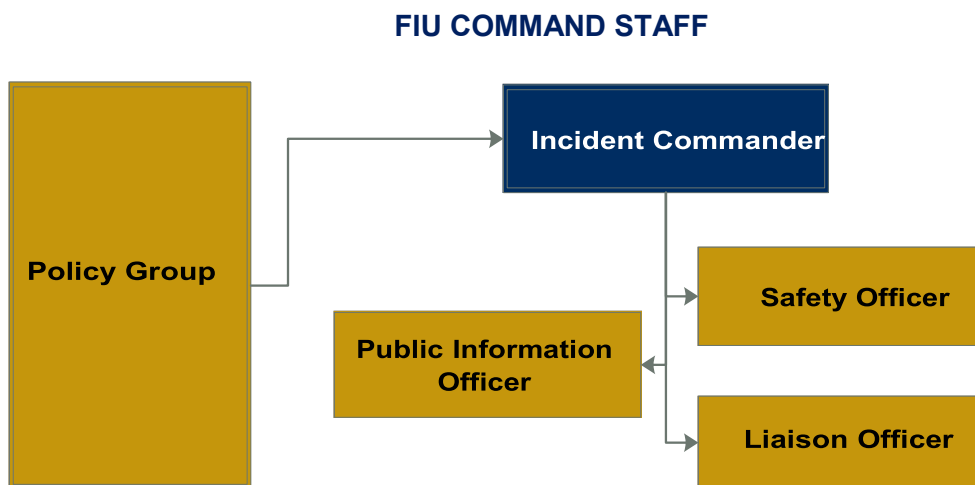 FIU COMMAND STAFF
Incident Commander
Policy Group
Safety Officer
Public Information
Officer
Liaison Officer